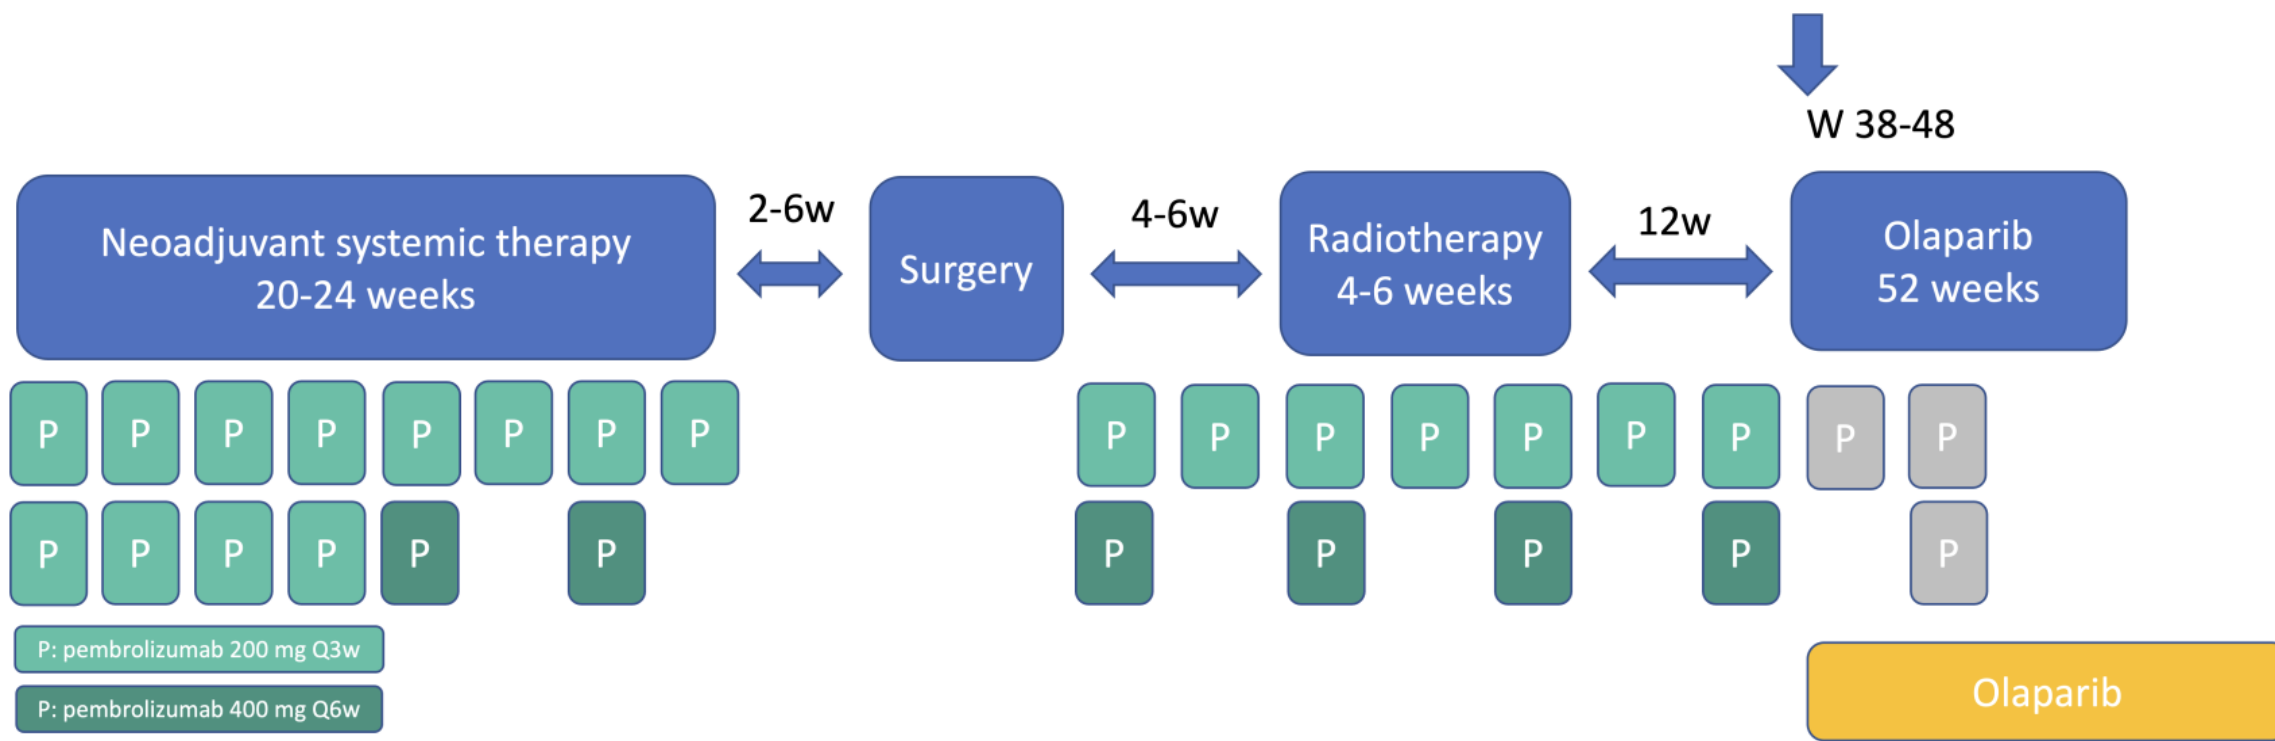 W 38-48
Neoadjuvant systemic therapy
20-24 weeks
2-6w
Surgery
4-6w
Radiotherapy
4-6 weeks
12w
Olaparib
52 weeks
P P P P P P P P P P P P P P P P P
P P P P P P P P P P P
P: pembrolizumab 200 mg Q3w
P: pembrolizumab 400 mg Q6w
Olaparib